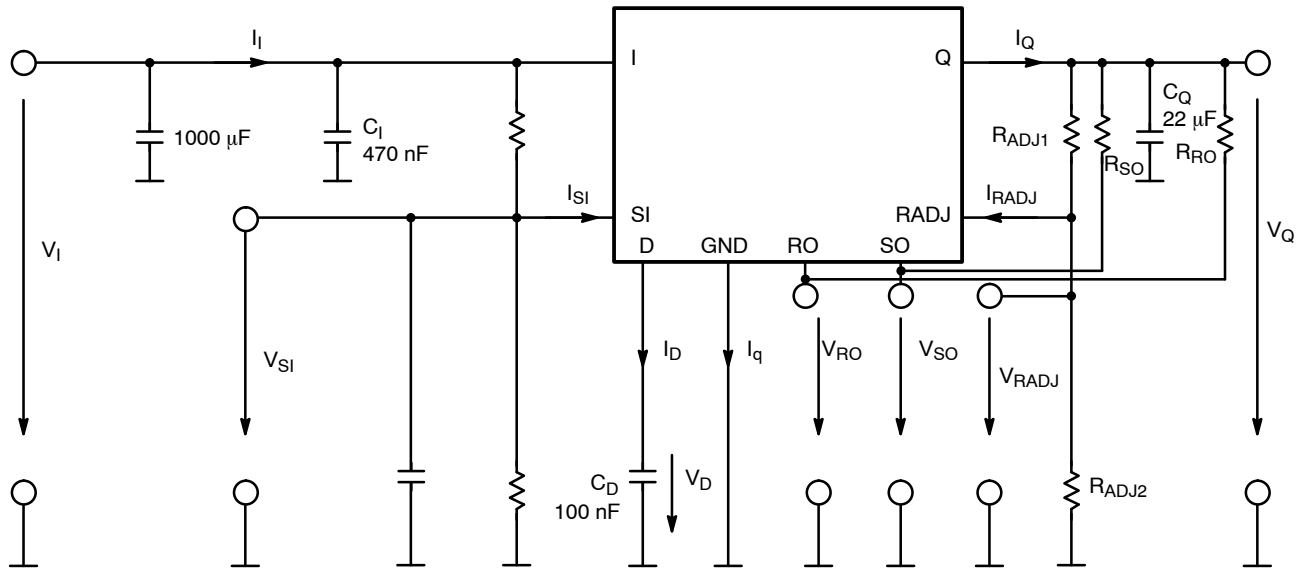 I_I
I
Q
I_Q
1000 μF
C_I
470 nF
R_ADJ1
R_SO
C_Q
22 μF
R_RO
I_SI
SI
RADJ
I_RADJ
D
GND
RO
SO
V_I
V_Q
V_SI
I_D
I_q
V_RO
V_SO
V_RADJ
C_D
100 nF
V_D
R_ADJ2